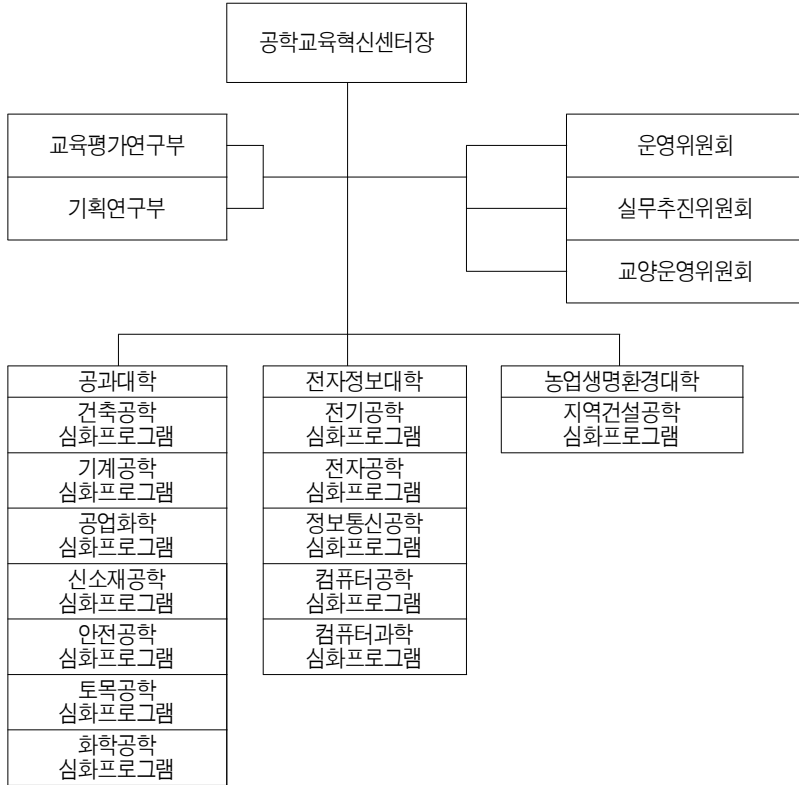 공학교육혁신센터장
교육평가연구부
기획연구부
운영위원회
실무추진위원회
교양운영위원회
공과대학
건축공학
심화프로그램
기계공학
심화프로그램
공업화학
심화프로그램
신소재공학
심화프로그램
안전공학
심화프로그램
토목공학
심화프로그램
화학공학
심화프로그램
전자정보대학
전기공학
심화프로그램
전자공학
심화프로그램
정보통신공학
심화프로그램
컴퓨터공학
심화프로그램
컴퓨터과학
심화프로그램
농업생명환경대학
지역건설공학
심화프로그램